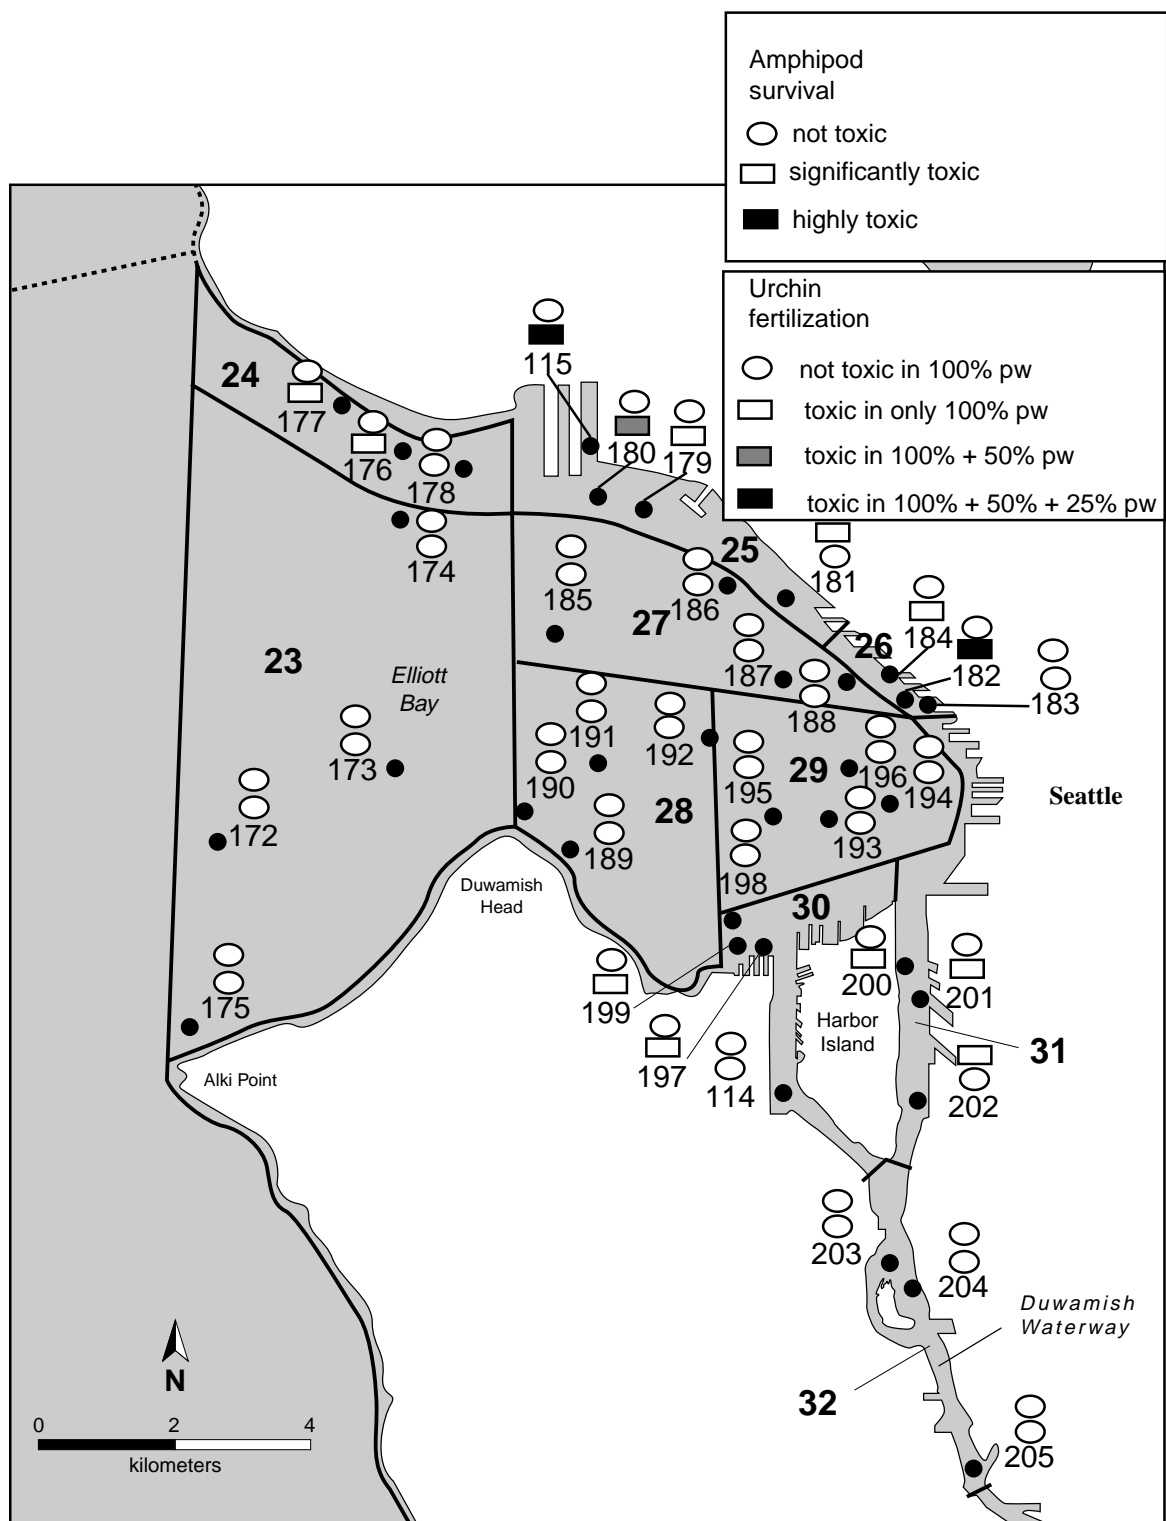 Amphipod
survival
not toxic
significantly toxic
highly toxic
Urchin
fertilization
not toxic in 100% pw
toxic in only 100% pw
toxic in 100% + 50% pw
toxic in 100% + 50% + 25% pw
115
24
177
180
179
176
178
25
174
181
185
186
27
184
26
182
187
183
23
Elliott
Bay
188
191
192
173
190
29
196
194
195
Seattle
28
172
189
193
198
Duwamish
Head
30
200
201
175
199
Harbor
Island
31
197
Alki Point
114
202
203
204
Duwamish
Waterway
N
32
0 2 4
kilometers
205